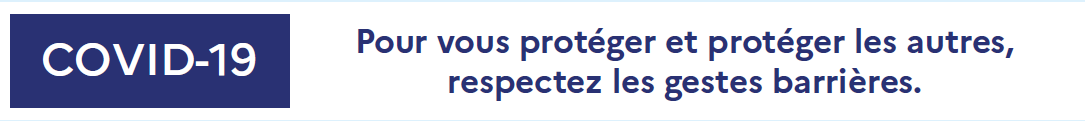 COVID-19
Pour vous protéger et protéger les autres,
respectez les gestes barrières.